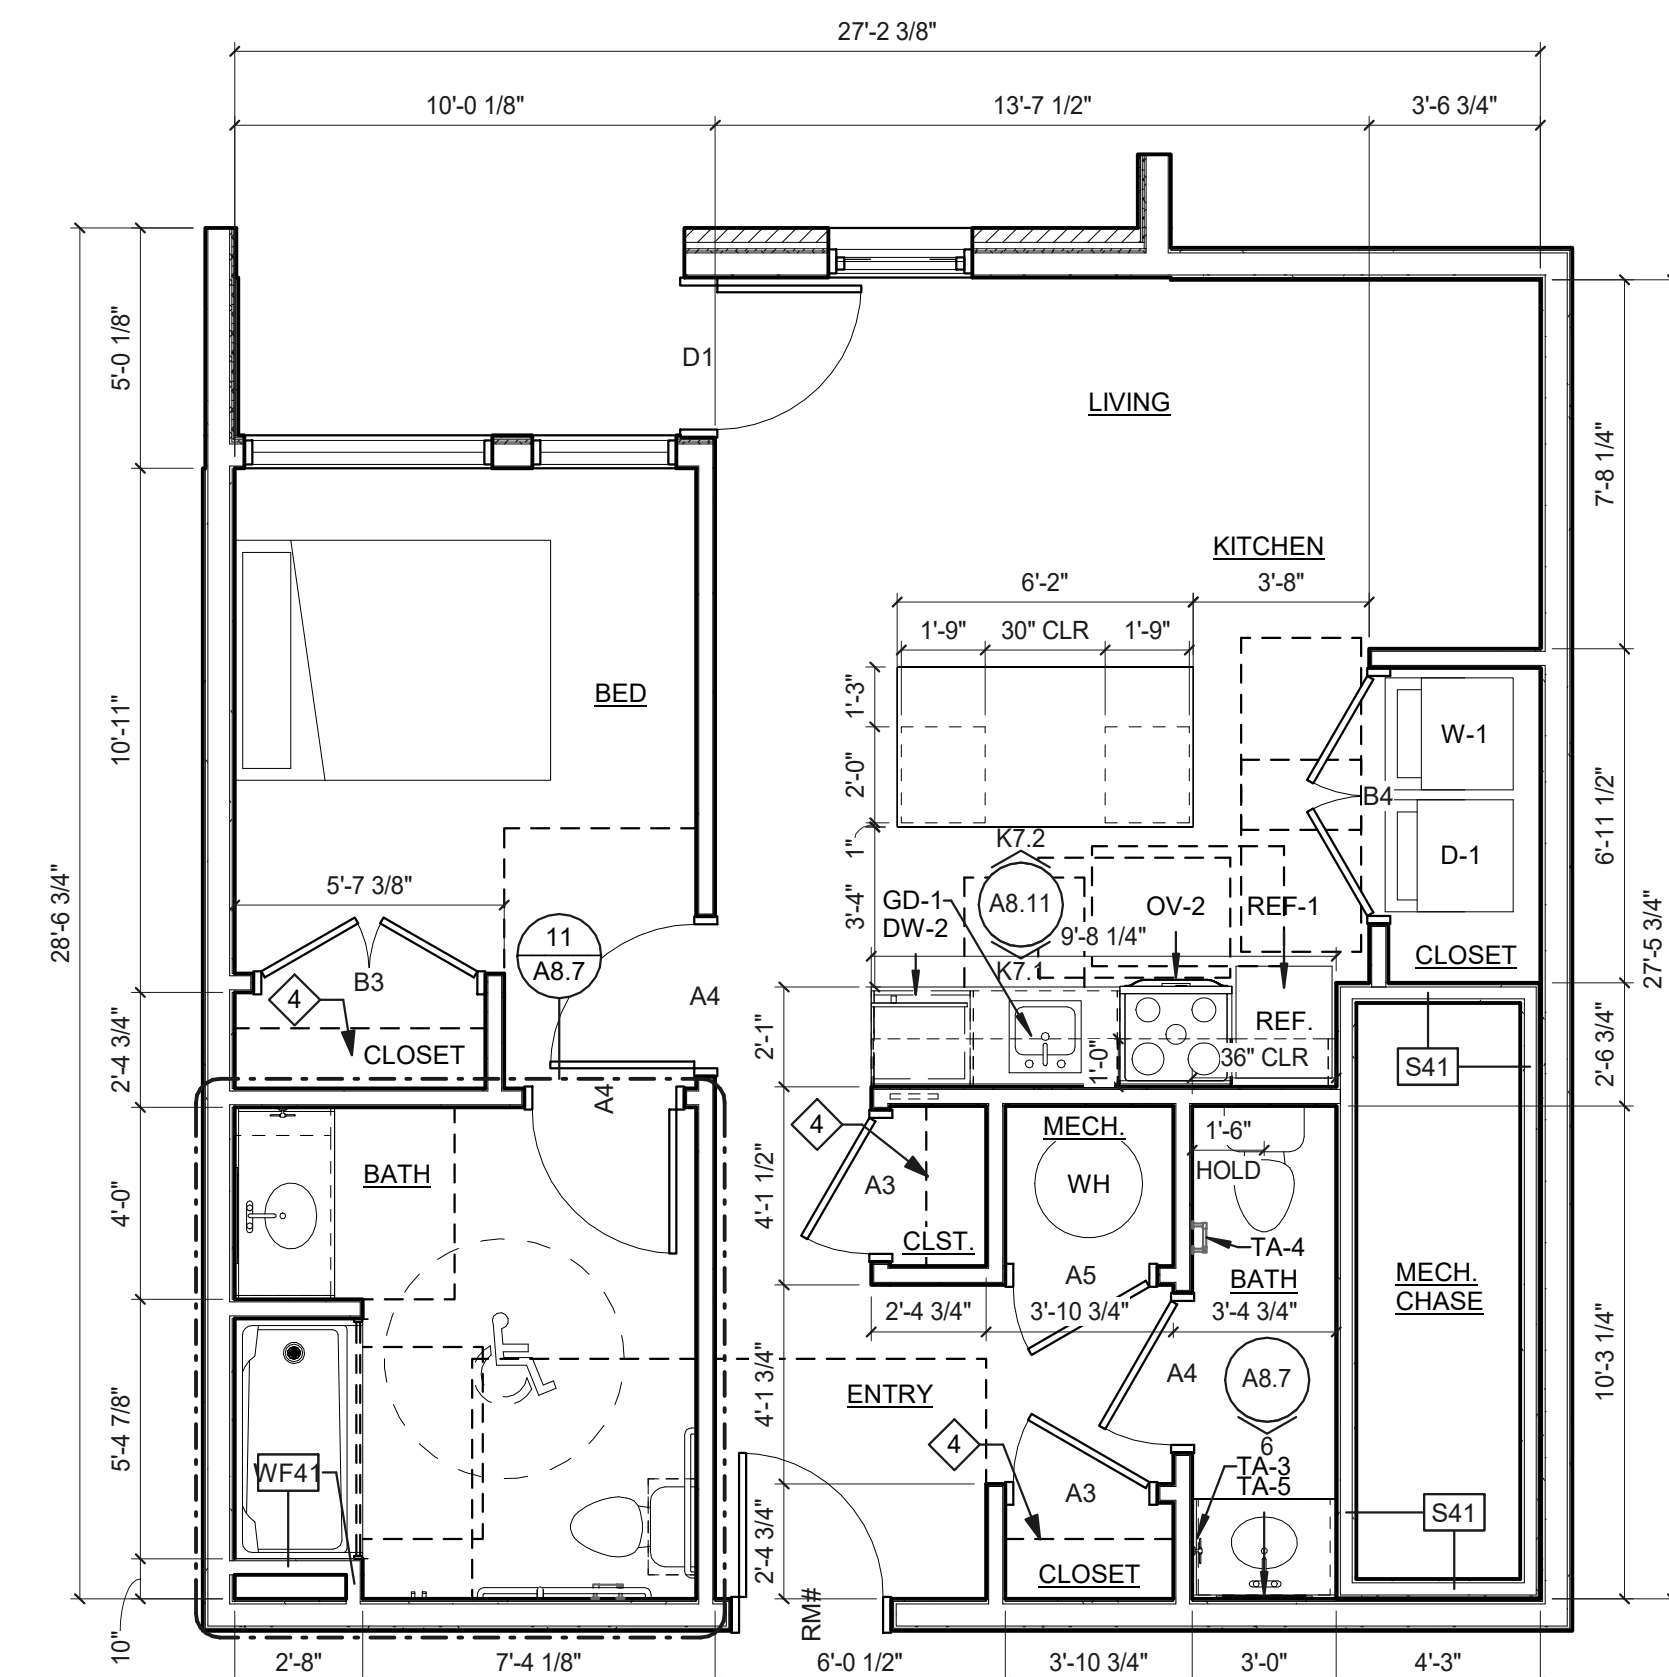 27'-2 3/8"
10'-0 1/8"
13'-7 1/2"
3'-6 3/4"
5'-0 1/8"
D1
LIVING
7'-8 1/4"
KITCHEN
6'-2"
3'-8"
1'-9"
30" CLR
1'-9"
BED
1'-3"
10'-11"
W-1
2'-0"
B4
1"
K7.2
D-1
6'-11 1/2"
5'-7 3/8"
28'-6 3/4"
GD-1
DW-2
A8.11
OV-2
REF-1
3'-4"
9'-8 1/4"
11
A8.7
CLOSET
K7.1
B3
4
A4
27'-5 3/4"
REF.
2'-1"
CLOSET
1'-0"
36" CLR
S41
2'-4 3/4"
2'-6 3/4"
A4
4
MECH.
1'-6"
HOLD
BATH
A3
WH
4'-0"
4'-1 1/2"
CLST.
TA-4
A5
BATH
MECH.
CHASE
2'-4 3/4"
3'-10 3/4"
3'-4 3/4"
A4
A8.7
10'-3 1/4"
ENTRY
4'-1 3/4"
5'-4 7/8"
4
6
WF41
TA-3
TA-5
A3
S41
2'-4 3/4"
CLOSET
RM#
10"
2'-8"
7'-4 1/8"
6'-0 1/2"
3'-10 3/4"
3'-0"
4'-3"